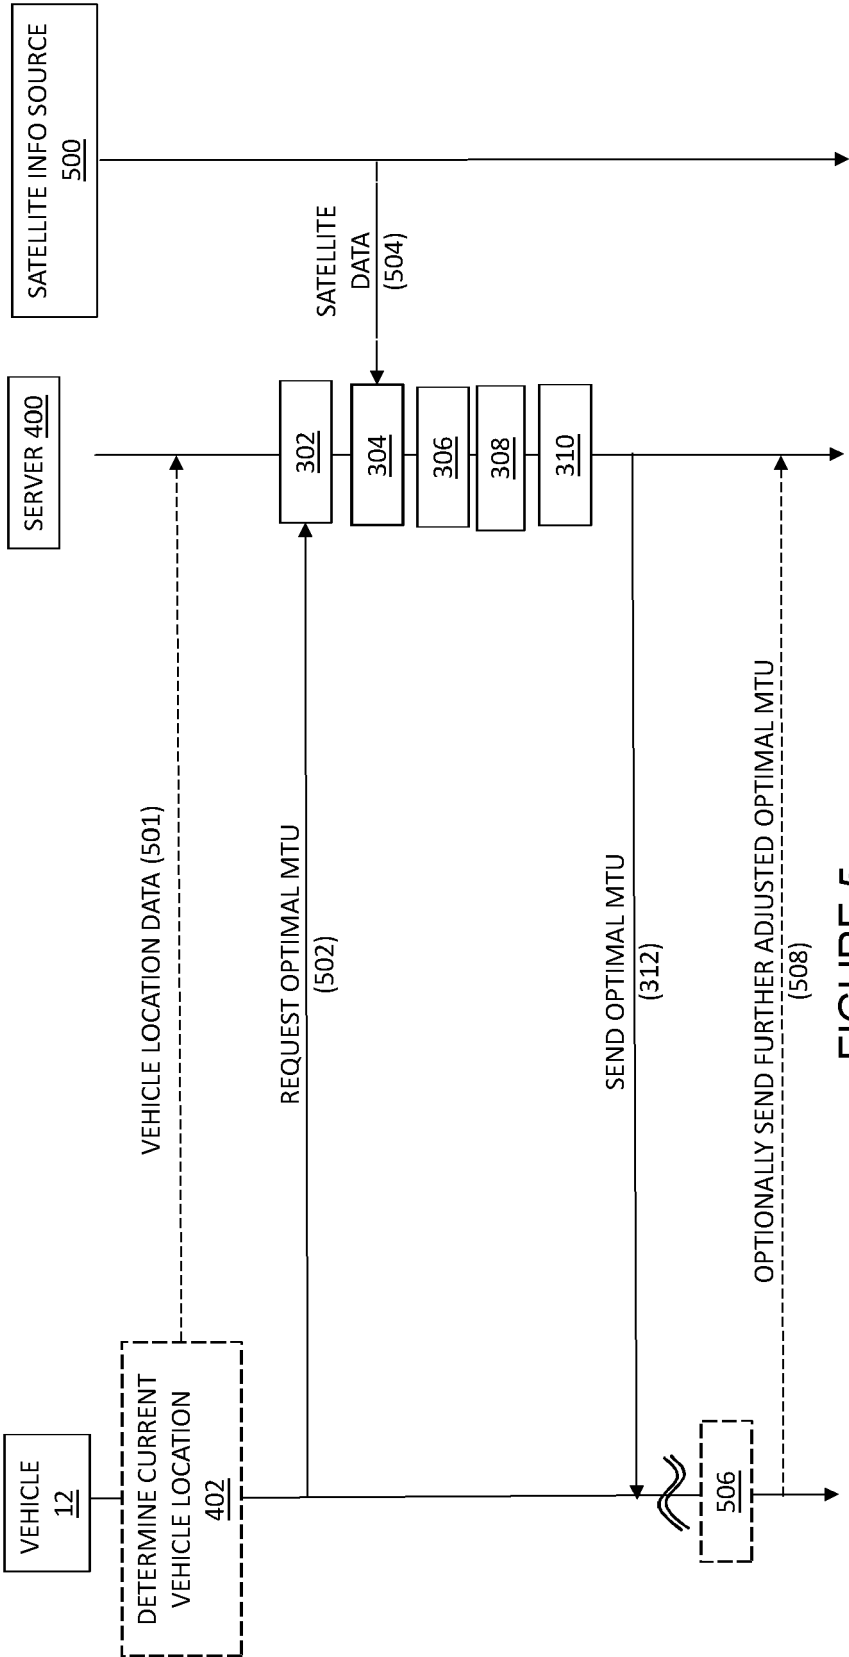 VEHICLE
12
SERVER 400
SATELLITE INFO SOURCE
500
DETERMINE CURRENT
VEHICLE LOCATION
402
VEHICLE LOCATION DATA (501)
REQUEST OPTIMAL MTU
(502)
302
SATELLITE
DATA
(504)
304
306
308
310
SEND OPTIMAL MTU
(312)
506
OPTIONALLY SEND FURTHER ADJUSTED OPTIMAL MTU
(508)
FIGURE 5